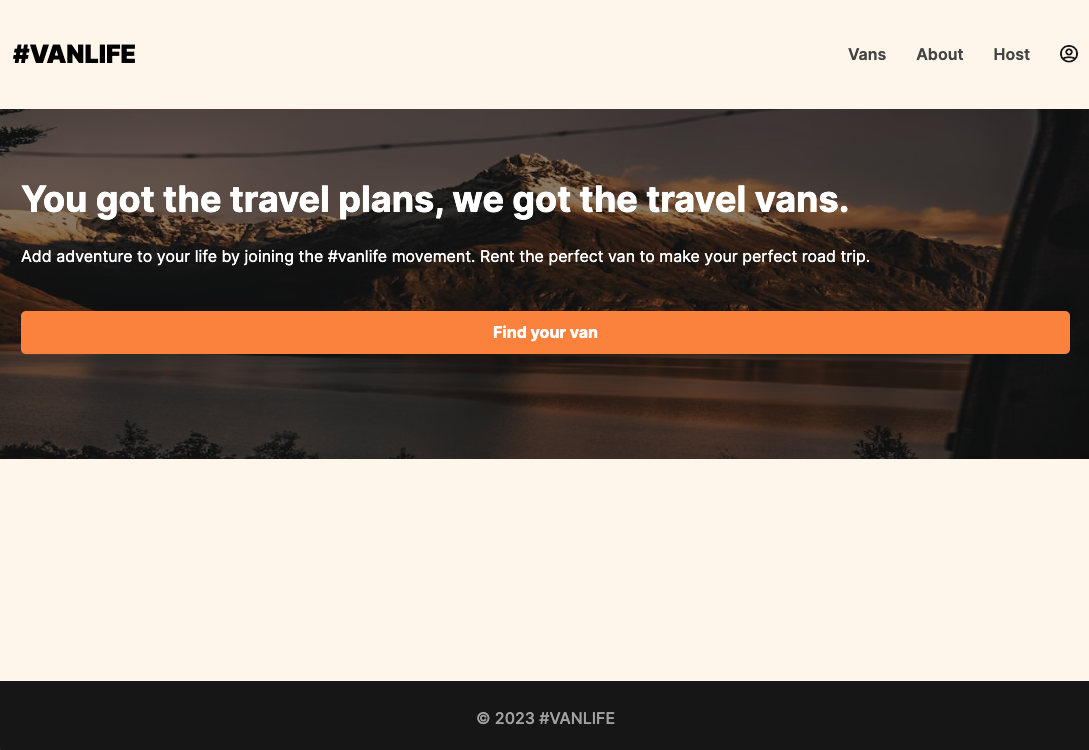 #VANLIFE
Vans About Host
You got the travel plans, we got the travel vans.
Add adventure to your life by joining the #vanlife movement. Rent the perfect van to make your perfect road trip.
Find your van
© 2023 #VANLIFE